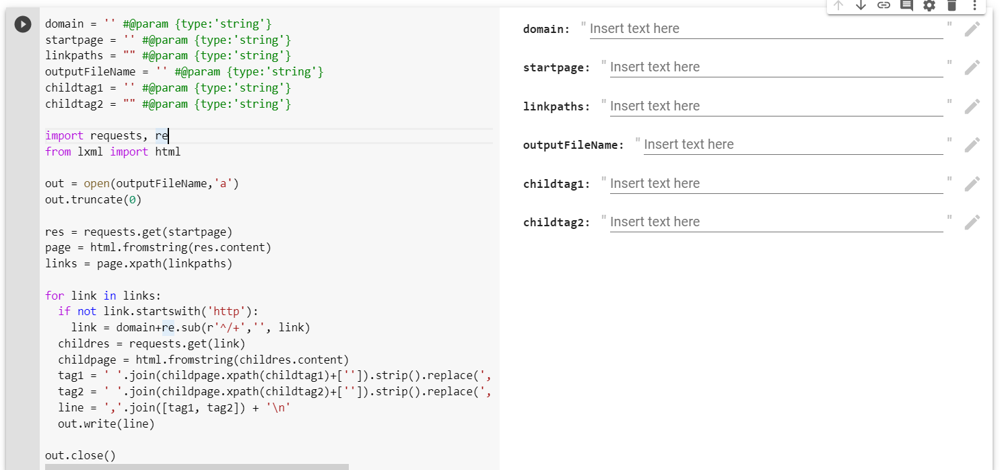 domain = '' #@param {type:'string'}
startpage = '' #@param {type:'string'}
linkpaths = "" #@param {type:'string'}
outputFileName = '' #@param {type:'string'}
childtag1 = '' #@param {type:'string'}
childtag2 = "" #@param {type:'string'}
import requests, re
from lxml import html
out = open(outputFileName,'a')
out.truncate(0)
res = requests.get(startpage)
page = html.fromstring(res.content)
links = page.xpath(linkpaths)
for link in links:
  if not link.startswith('http'):
    link = domain+re.sub(r'^/+','', link)
  childres = requests.get(link)
  childpage = html.fromstring(childres.content)
  tag1 = ' '.join(childpage.xpath(childtag1)+['']).strip().replace(',
  tag2 = ' '.join(childpage.xpath(childtag2)+['']).strip().replace(',
  line = ','.join([tag1, tag2]) + '\n'
  out.write(line)
out.close()
domain: " Insert text here "
startpage: " Insert text here "
linkpaths: " Insert text here "
outputFileName: " Insert text here "
childtag1: " Insert text here "
childtag2: " Insert text here "